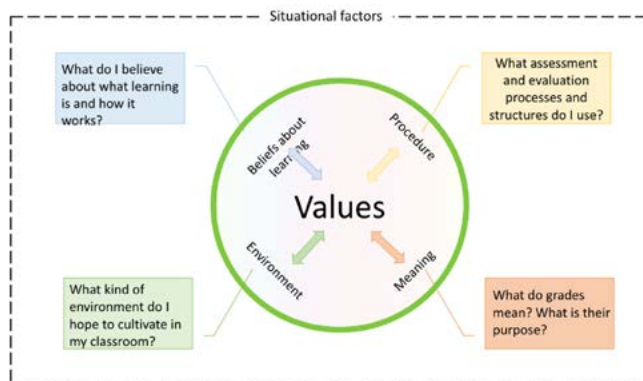 Situational factors
What do I believe
about what learning
is and how it
works?
What assessment
and evaluation
processes and
structures do I use?
Beliefs about
learning
Procedure
Values
Environment
Meaning
What kind of
environment do I
hope to cultivate in
my classroom?
What do grades
mean? What is their
purpose?